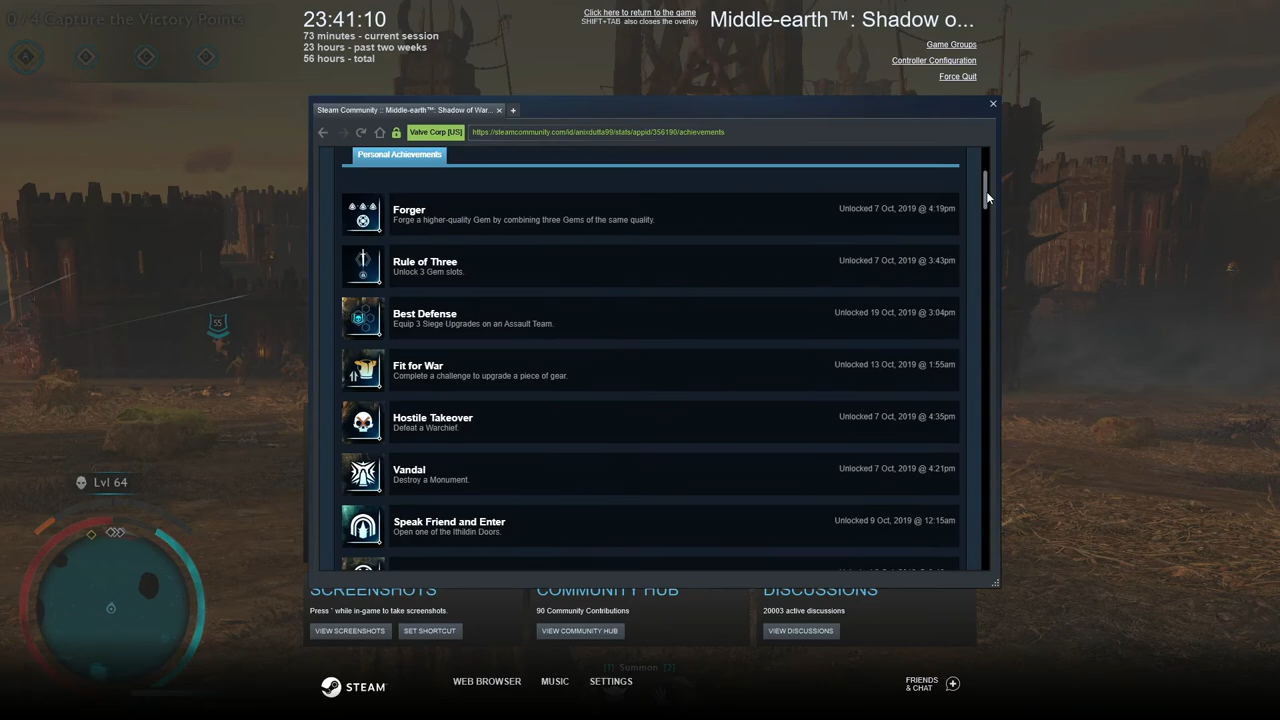 0 / 4 Capture the Victory Points
23:41:10
73 minutes - current session
23 hours - past two weeks
56 hours - total
Click here to return to the game
SHIFT+TAB also closes the overlay
Middle-earth™: Shadow o...
Game Groups
Controller Configuration
Force Quit
Steam Community :: Middle-earth™: Shadow of War...
Valve Corp [US]
https://steamcommunity.com/id/anixdutta99/stats/appid/356190/achievements
Personal Achievements
Forger
Forge a higher-quality Gem by combining three Gems of the same quality.
Unlocked 7 Oct, 2019 @ 4:19pm
Rule of Three
Unlock 3 Gem slots.
Unlocked 7 Oct, 2019 @ 3:43pm
Best Defense
Equip 3 Siege Upgrades on an Assault Team.
Unlocked 19 Oct, 2019 @ 3:04pm
Fit for War
Complete a challenge to upgrade a piece of gear.
Unlocked 13 Oct, 2019 @ 1:55am
Hostile Takeover
Defeat a Warchief.
Unlocked 7 Oct, 2019 @ 4:35pm
Vandal
Destroy a Monument.
Unlocked 7 Oct, 2019 @ 4:21pm
Speak Friend and Enter
Open one of the Ithildin Doors.
Unlocked 9 Oct, 2019 @ 12:15am
55
Lvl 64
SCREENSHOTS
Press ` while in-game to take screenshots.
VIEW SCREENSHOTS
SET SHORTCUT
COMMUNITY HUB
90 Community Contributions
VIEW COMMUNITY HUB
DISCUSSIONS
20003 active discussions
VIEW DISCUSSIONS
[1] Summon [2]
STEAM
WEB BROWSER
MUSIC
SETTINGS
FRIENDS
& CHAT